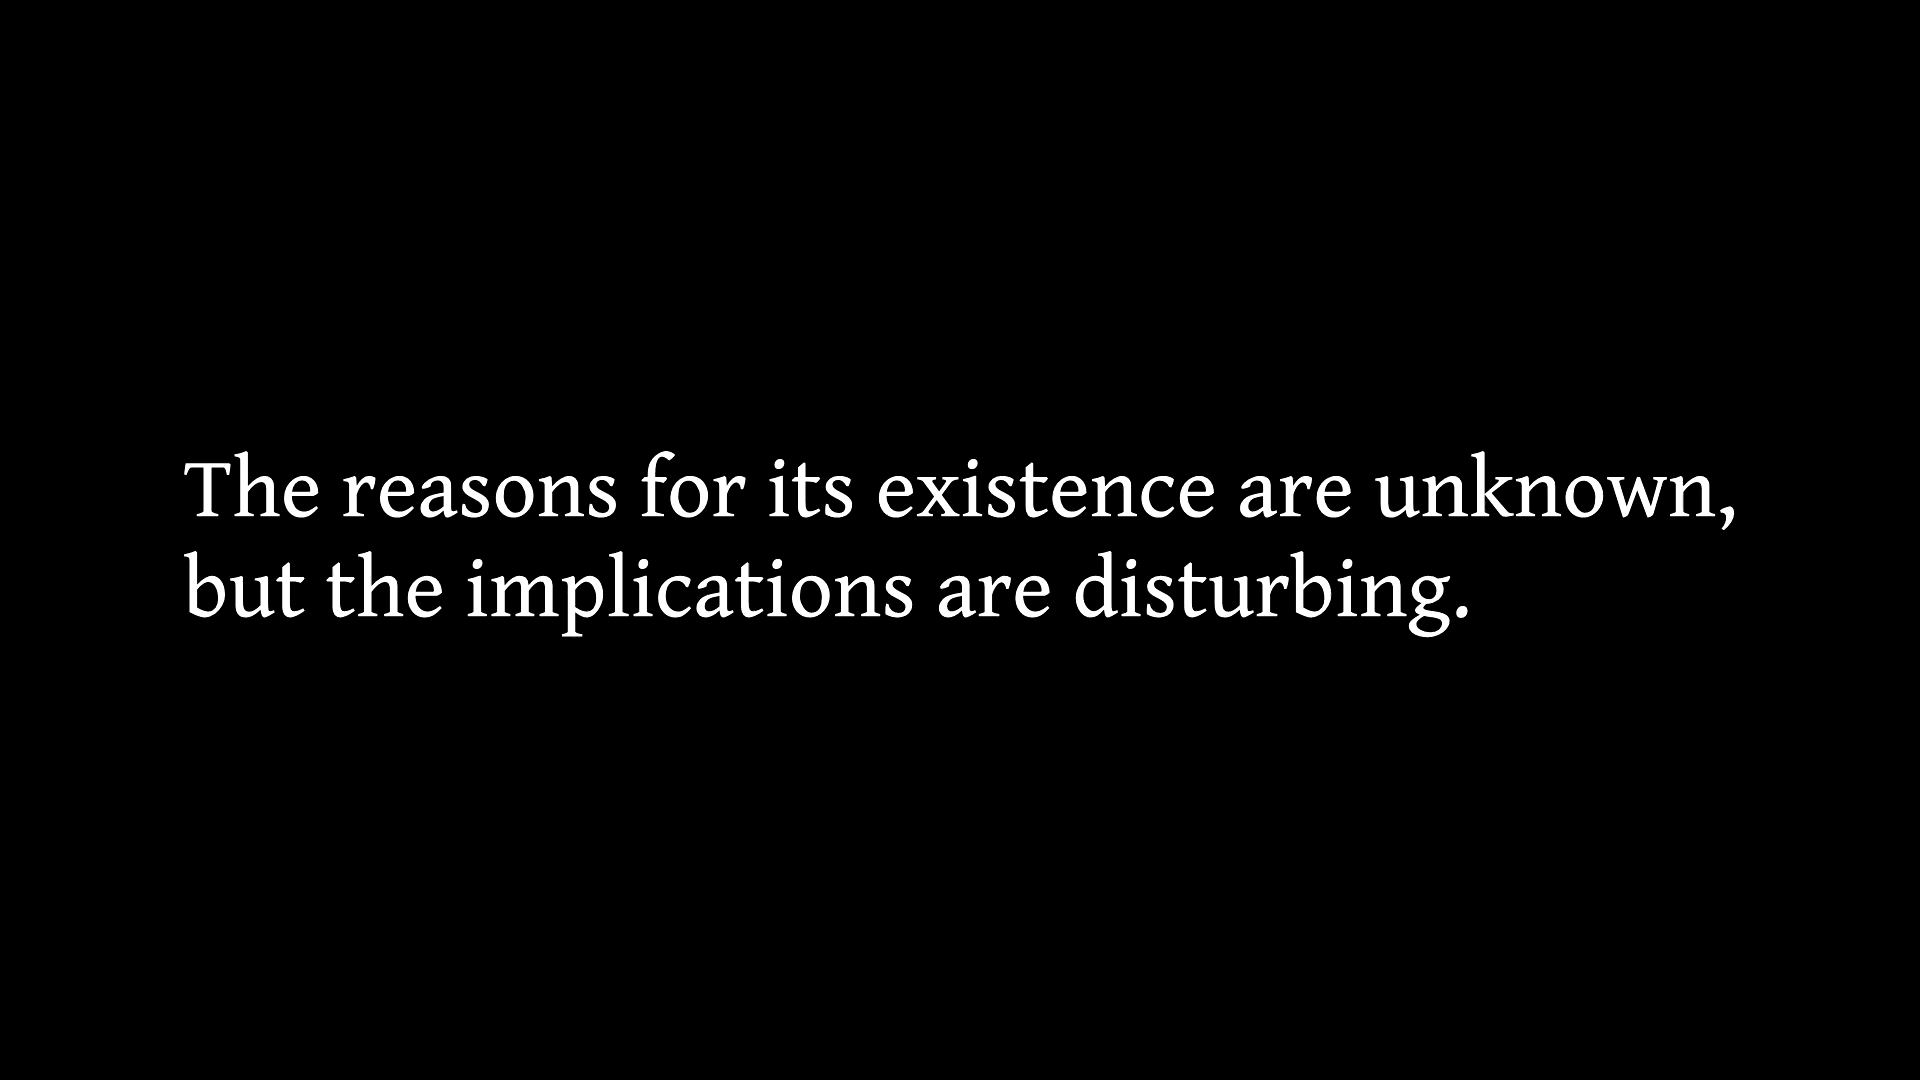 The reasons for its existence are unknown,
but the implications are disturbing.